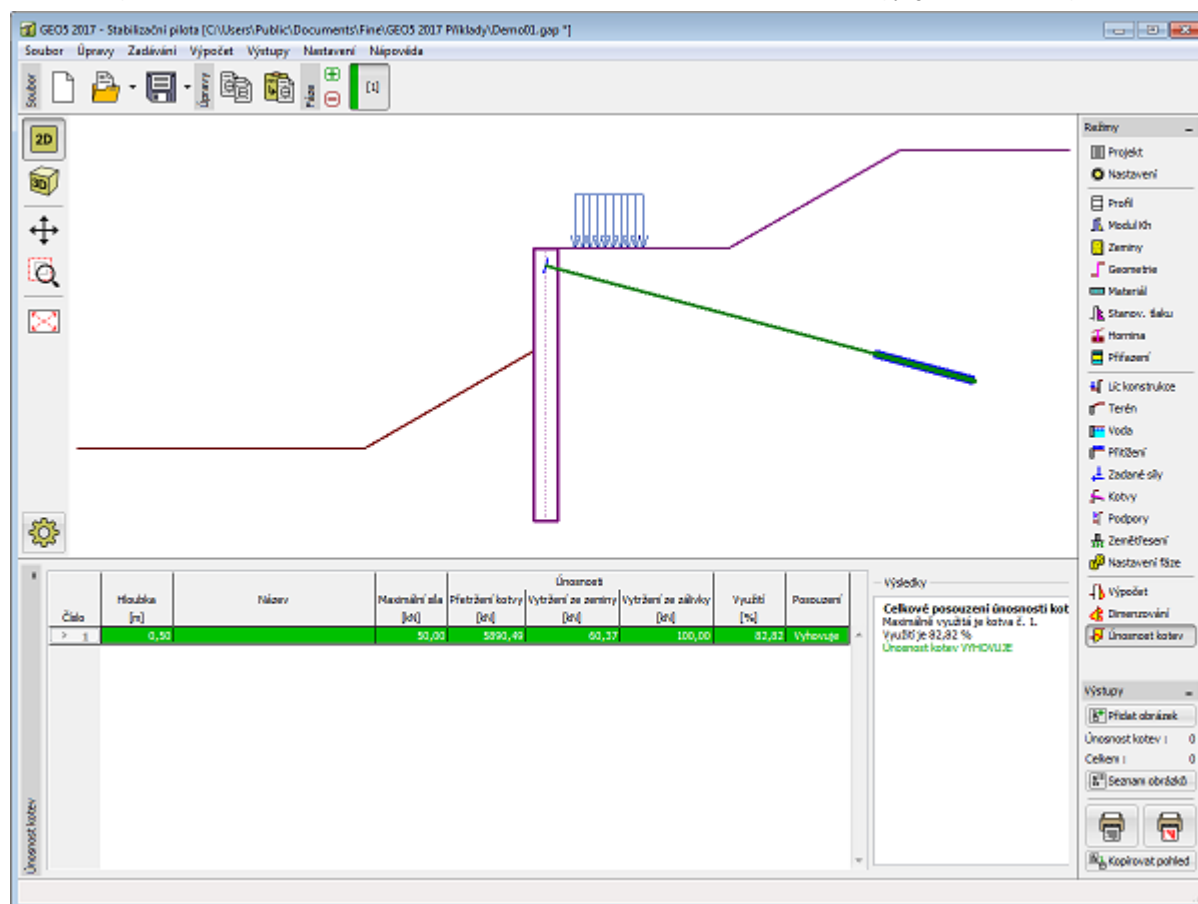 GEO5 2017 - Stabilizační pilota [C:\Users\Public\Documents\Fine\GEO5 2017 Příklady\Demo01.gap *]
Soubor Úpravy Zadávání Výpočet Výstupy Nastavení Nápověda
Soubor
Úpravy
Fáze
[1]
2D
3D
Režimy
Projekt
Nastavení
Profil
Modul Kh
Zeminy
Geometrie
Materiál
Stanov. tlaku
Hornina
Přiřazení
Líc konstrukce
Terén
Voda
Přitížení
Zadané síly
Kotvy
Podpory
Zemětřesení
Nastavení fáze
Výpočet
Dimenzování
Únosnost kotev
Výstupy
Přidat obrázek
Únosnost kotev : 0
Celkem : 0
Seznam obrázků
Kopírovat pohled
Únosnost kotev
Únosnosti
Číslo Hloubka Název Maximální síla Přetržení kotvy Vytržení ze zeminy Vytržení ze zálivky Využití Posouzení
[m] [kN] [kN] [kN] [kN] [%]
> 1 0,50 50,00 5890,49 60,37 100,00 82,82 Vyhovuje
Výsledky
Celkové posouzení únosnosti kot
Maximálně využitá je kotva č. 1.
Využití je 82,82 %
Únosnost kotev VYHOVUJE